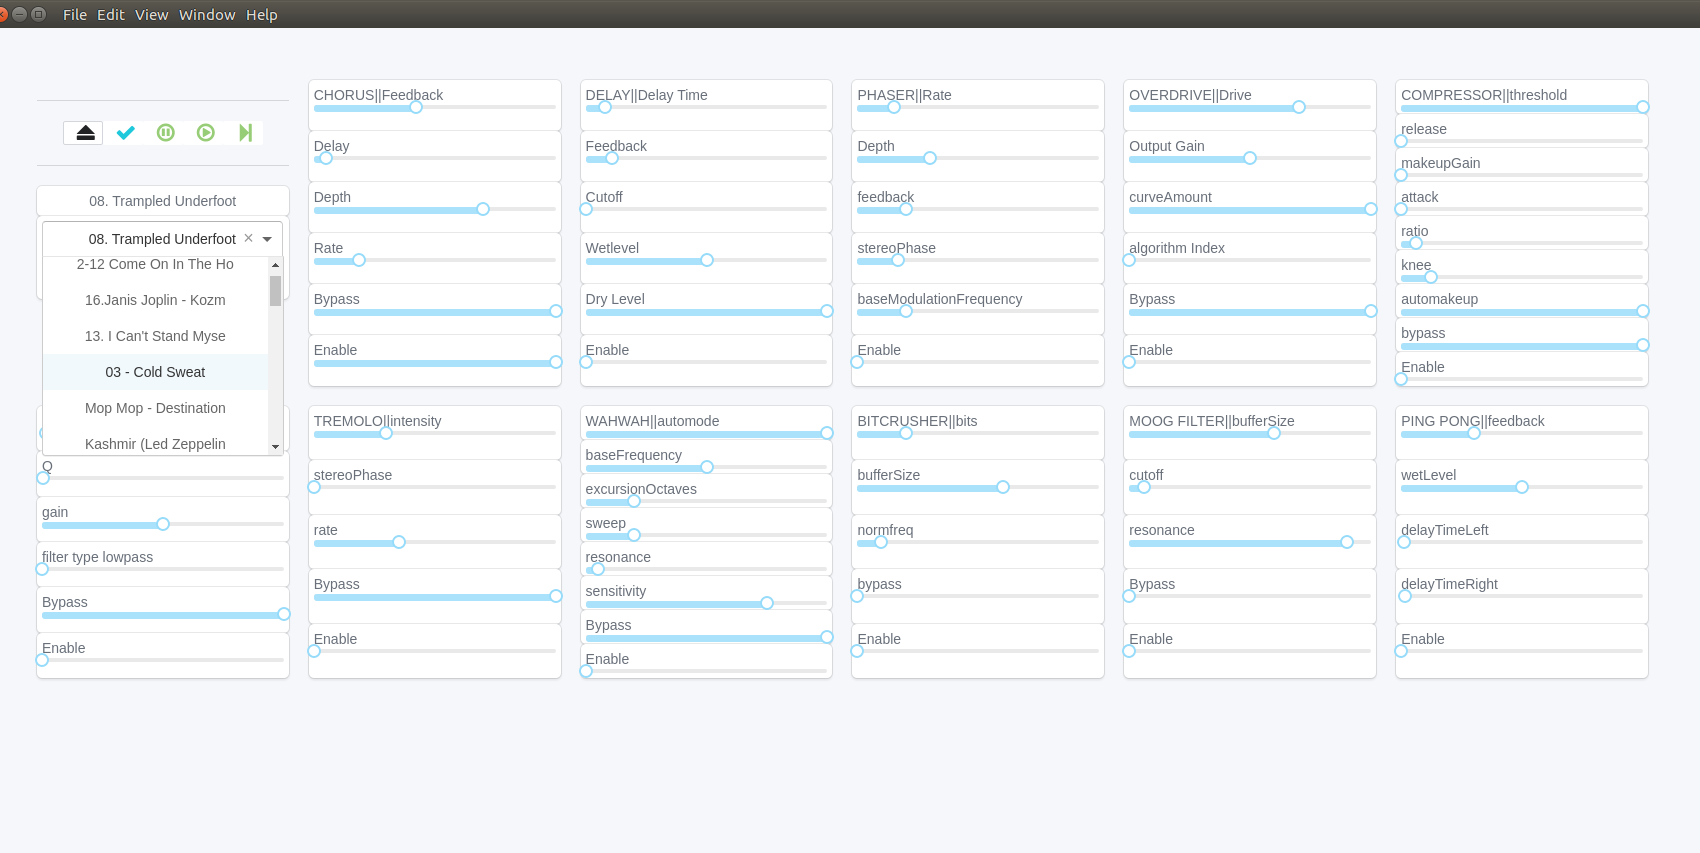 File Edit View Window Help
08. Trampled Underfoot
08. Trampled Underfoot
2-12 Come On In The Ho
16.Janis Joplin - Kozm
13. I Can't Stand Myse
03 - Cold Sweat
Mop Mop - Destination
Kashmir (Led Zeppelin
Q
gain
filter type lowpass
Bypass
Enable
CHORUS||Feedback
Delay
Depth
Rate
Bypass
Enable
DELAY||Delay Time
Feedback
Cutoff
Wetlevel
Dry Level
Enable
PHASER||Rate
Depth
feedback
stereoPhase
baseModulationFrequency
Enable
OVERDRIVE||Drive
Output Gain
curveAmount
algorithm Index
Bypass
Enable
COMPRESSOR||threshold
release
makeupGain
attack
ratio
knee
automakeup
bypass
Enable
TREMOLO||intensity
stereoPhase
rate
Bypass
Enable
WAHWAH||automode
baseFrequency
excursionOctaves
sweep
resonance
sensitivity
Bypass
Enable
BITCRUSHER||bits
bufferSize
normfreq
bypass
Enable
MOOG FILTER||bufferSize
cutoff
resonance
Bypass
Enable
PING PONG||feedback
wetLevel
delayTimeLeft
delayTimeRight
Enable